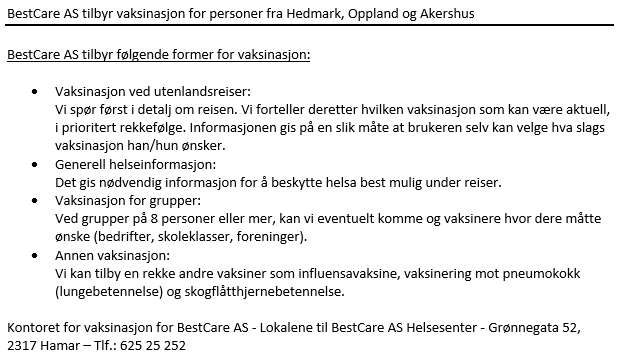 BestCare AS tilbyr vaksinasjon for personer fra Hedmark, Oppland og Akershus
BestCare AS tilbyr følgende former for vaksinasjon:
• Vaksinasjon ved utenlandsreiser:
Vi spør først i detalj om reisen. Vi forteller deretter hvilken vaksinasjon som kan være aktuell,
i prioritert rekkefølge. Informasjonen gis på en slik måte at brukeren selv kan velge hva slags
vaksinasjon han/hun ønsker.
• Generell helseinformasjon:
Det gis nødvendig informasjon for å beskytte helsa best mulig under reiser.
• Vaksinasjon for grupper:
Ved grupper på 8 personer eller mer, kan vi eventuelt komme og vaksinere hvor dere måtte
ønske (bedrifter, skoleklasser, foreninger).
• Annen vaksinasjon:
Vi kan tilby en rekke andre vaksiner som influensavaksine, vaksinering mot pneumokokk
(lungebetennelse) og skogflåtthjernebetennelse.
Kontoret for vaksinasjon for BestCare AS - Lokalene til BestCare AS Helsesenter - Grønnegata 52,
2317 Hamar – Tlf.: 625 25 252